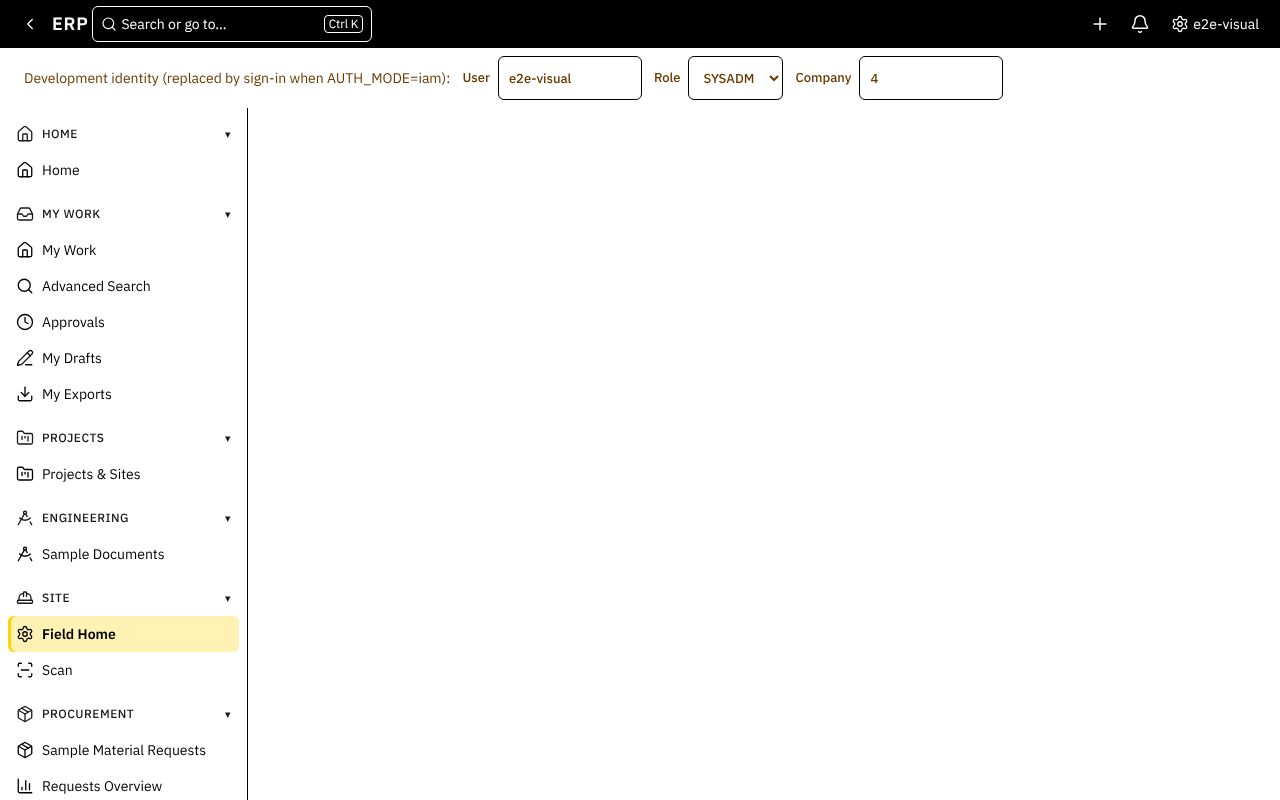 ERP
Search or go to...
Ctrl K
e2e-visual
Development identity (replaced by sign-in when AUTH_MODE=iam):
User
e2e-visual
Role
SYSADM
Company
4
HOME
Home
MY WORK
My Work
Advanced Search
Approvals
My Drafts
My Exports
PROJECTS
Projects & Sites
ENGINEERING
Sample Documents
SITE
Field Home
Scan
PROCUREMENT
Sample Material Requests
Requests Overview